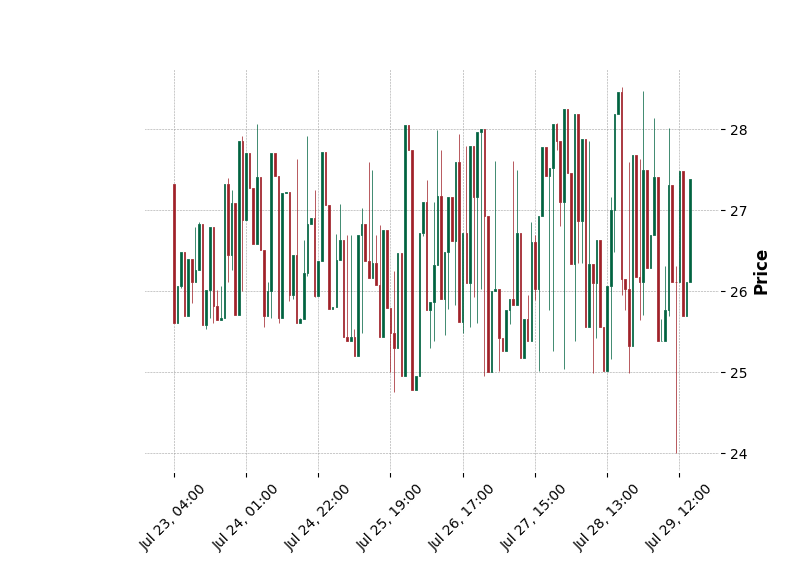 28
27
26
25
24
Price
Jul 23, 04:00
Jul 24, 01:00
Jul 24, 22:00
Jul 25, 19:00
Jul 26, 17:00
Jul 27, 15:00
Jul 28, 13:00
Jul 29, 12:00